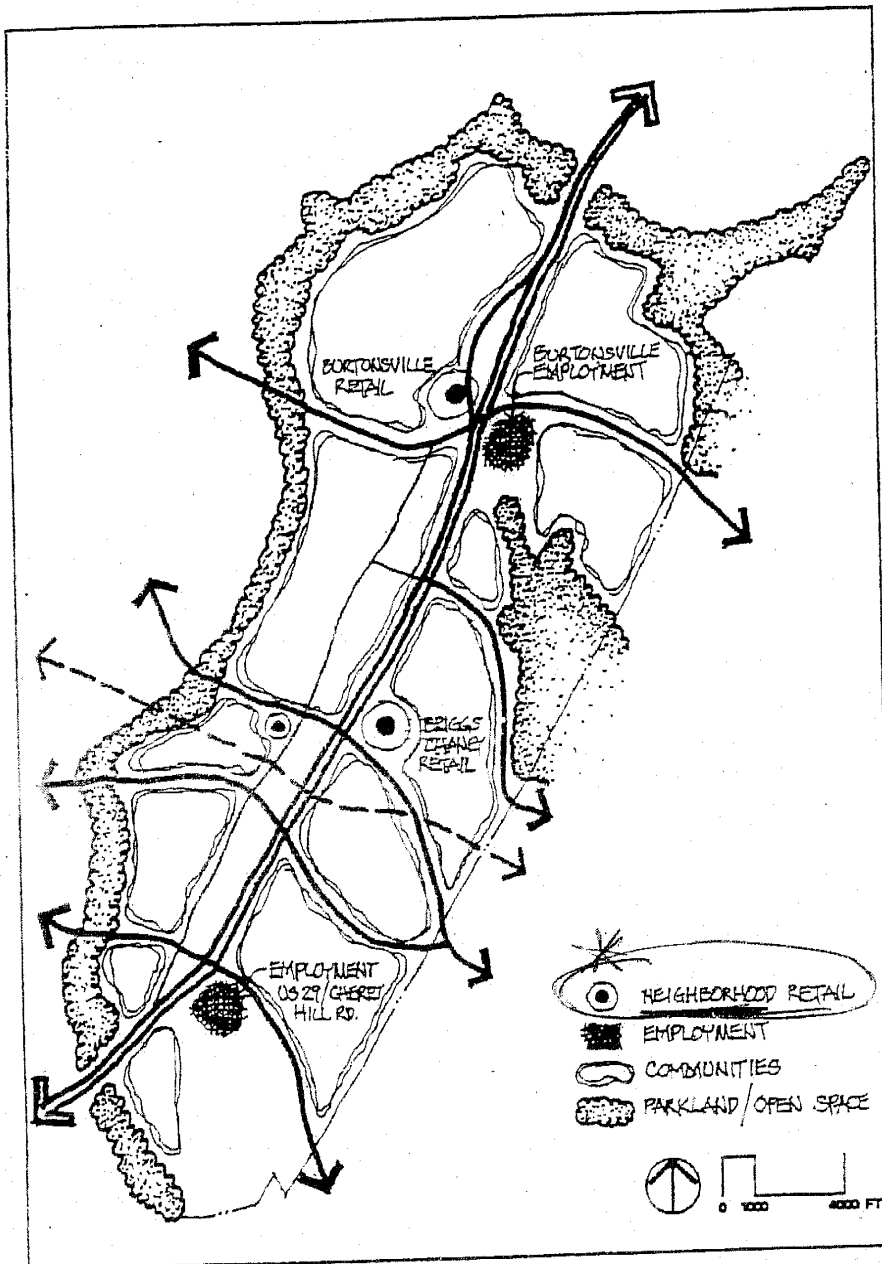 BURTONSVILLE
RETAIL
BURTONSVILLE
EMPLOYMENT
BRIGGS
CHANEY
RETAIL
EMPLOYMENT
US 29/CHERRY
HILL RD.
NEIGHBORHOOD RETAIL
EMPLOYMENT
COMMUNITIES
PARKLAND/OPEN SPACE
0 1000 4000 FT